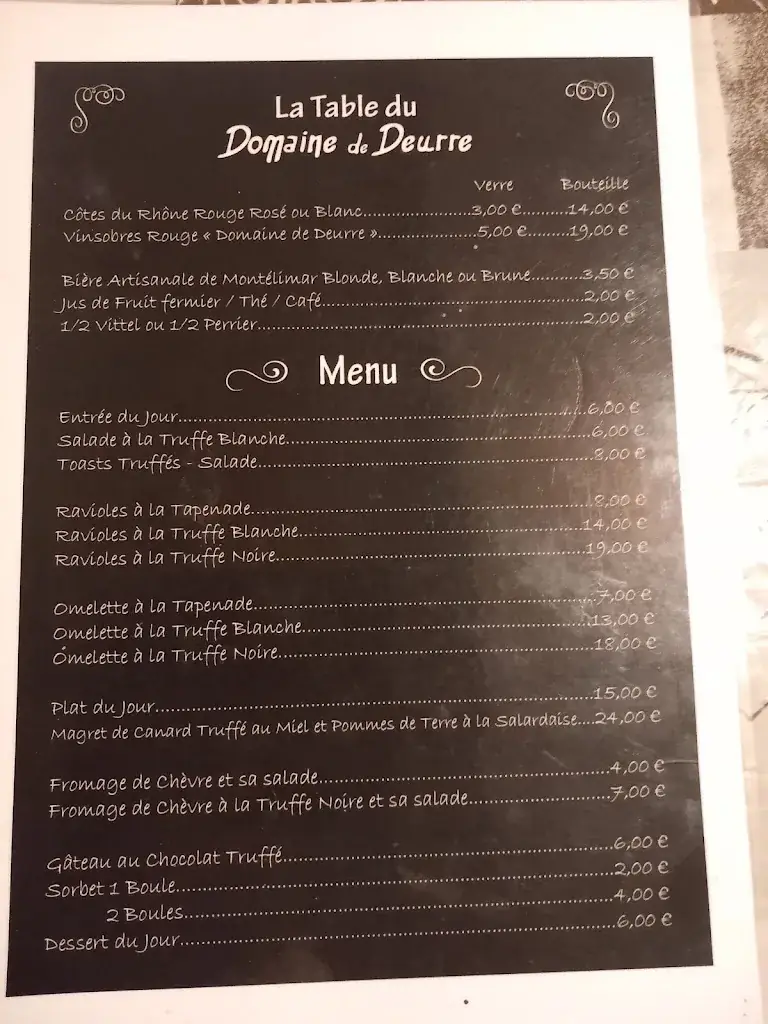 La Table du
Domaine de Deurre
Verre Bouteille
Côtes du Rhône Rouge Rosé ou Blanc.....................3,00 €.........14,00 €
Vinsobres Rouge « Domaine de Deurre ».....................5,00 €.........19,00 €
Bière Artisanale de Montélimar Blonde, Blanche ou Brune..........3,50 €
Jus de Fruit fermier / Thé / Café..........2,00 €
1/2 Vittel ou 1/2 Perrier..........2,00 €
Menu
Entrée du Jour..........6,00 €
Salade à la Truffe Blanche..........6,00 €
Toasts Truffés - Salade..........8,00 €
Ravioles à la Tapenade..........8,00 €
Ravioles à la Truffe Blanche..........14,00 €
Ravioles à la Truffe Noire..........19,00 €
Omelette à la Tapenade..........7,00 €
Omelette à la Truffe Blanche..........13,00 €
Omelette à la Truffe Noire..........18,00 €
Plat du Jour..........15,00 €
Magret de Canard Truffé au Miel et Pommes de Terre à la Salardaise....24,00 €
Fromage de Chèvre et sa salade..........4,00 €
Fromage de Chèvre à la Truffe Noire et sa salade..........7,00 €
Gâteau au Chocolat Truffé..........6,00 €
Sorbet 1 Boule..........2,00 €
2 Boules..........4,00 €
Dessert du Jour..........6,00 €